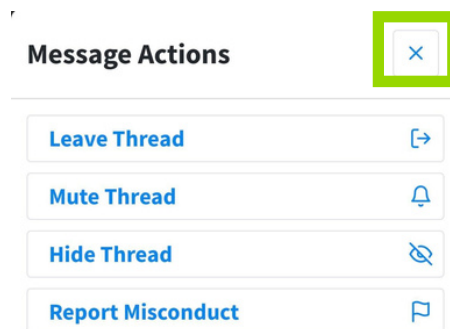 Message Actions
Leave Thread
Mute Thread
Hide Thread
Report Misconduct